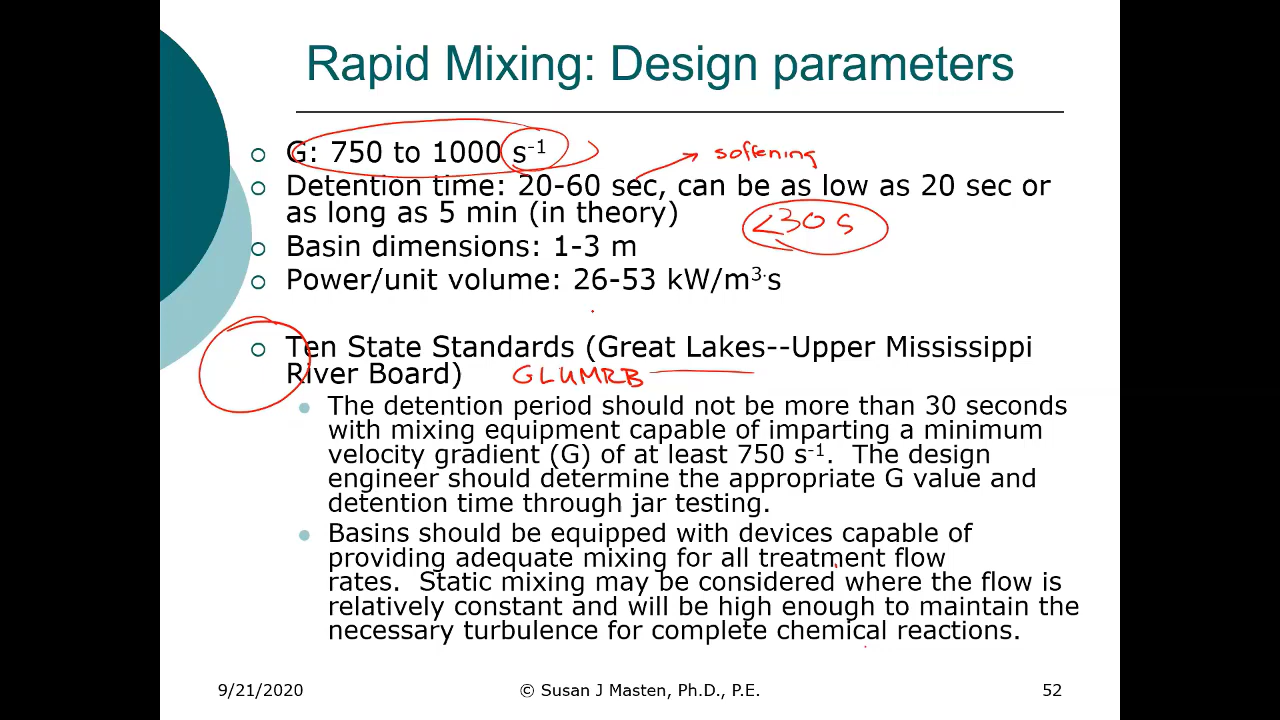 Rapid Mixing: Design parameters
G: 750 to 1000 s⁻¹
softening
Detention time: 20-60 sec, can be as low as 20 sec or
as long as 5 min (in theory)
<30 s
Basin dimensions: 1-3 m
Power/unit volume: 26-53 kW/m³·s
Ten State Standards (Great Lakes--Upper Mississippi
River Board)
GLUMRB
The detention period should not be more than 30 seconds
with mixing equipment capable of imparting a minimum
velocity gradient (G) of at least 750 s⁻¹. The design
engineer should determine the appropriate G value and
detention time through jar testing.
Basins should be equipped with devices capable of
providing adequate mixing for all treatment flow
rates. Static mixing may be considered where the flow is
relatively constant and will be high enough to maintain the
necessary turbulence for complete chemical reactions.
9/21/2020
© Susan J Masten, Ph.D., P.E.
52